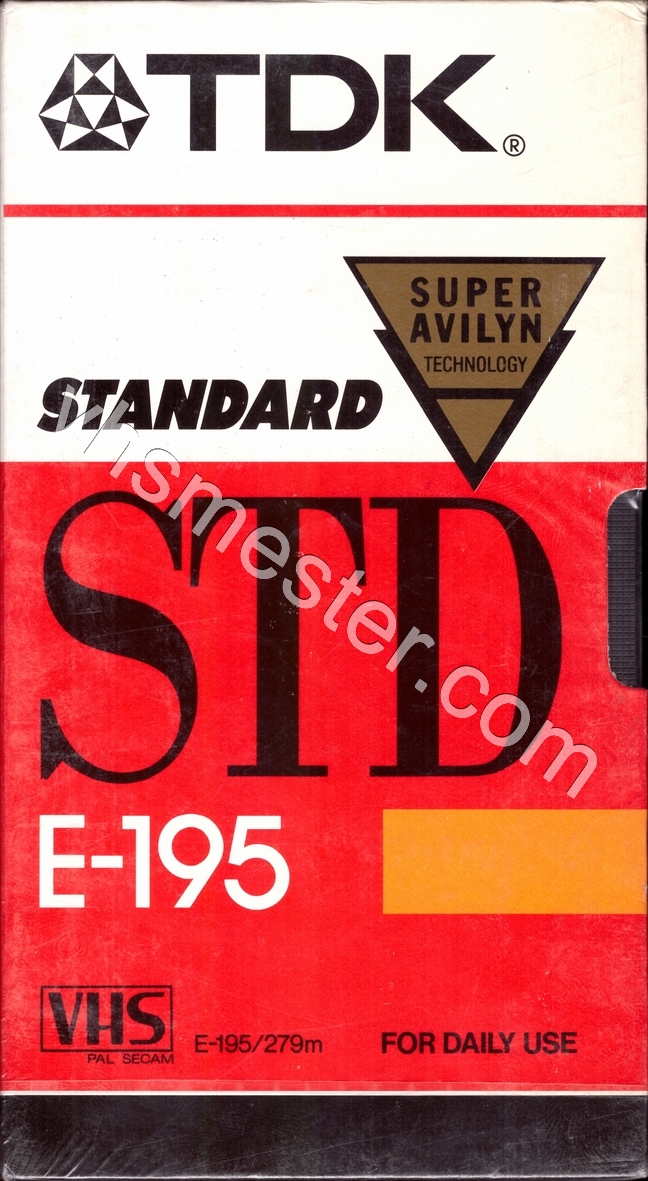 TDK®
SUPER
AVILYN
TECHNOLOGY
STANDARD
STD
E-195
VHS
PAL SECAM
E-195/279m
FOR DAILY USE
vhsmester.com